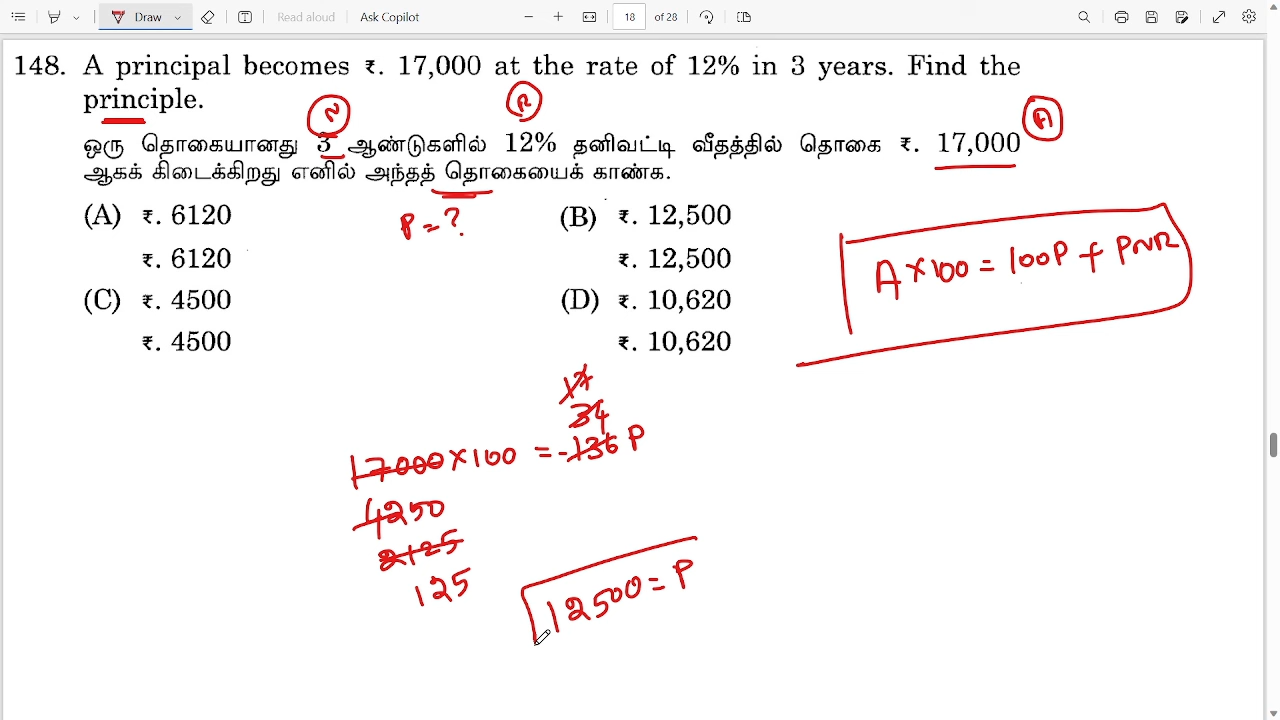 Draw
Read aloud
Ask Copilot
18 of 28
148. A principal becomes ₹. 17,000 at the rate of 12% in 3 years. Find the
principle.
N R A
ஒரு தொகையானது 3 ஆண்டுகளில் 12% தனிவட்டி வீதத்தில் தொகை ₹. 17,000
ஆகக் கிடைக்கிறது எனில் அந்தத் தொகையைக் காண்க.
P = ?
(A) ₹. 6120 (B) ₹. 12,500
₹. 6120 ₹. 12,500
(C) ₹. 4500 (D) ₹. 10,620
₹. 4500 ₹. 10,620
A × 100 = 100P + PNR
17
34
17000 × 100 = 136 P
4250
2125
125
12500 = P